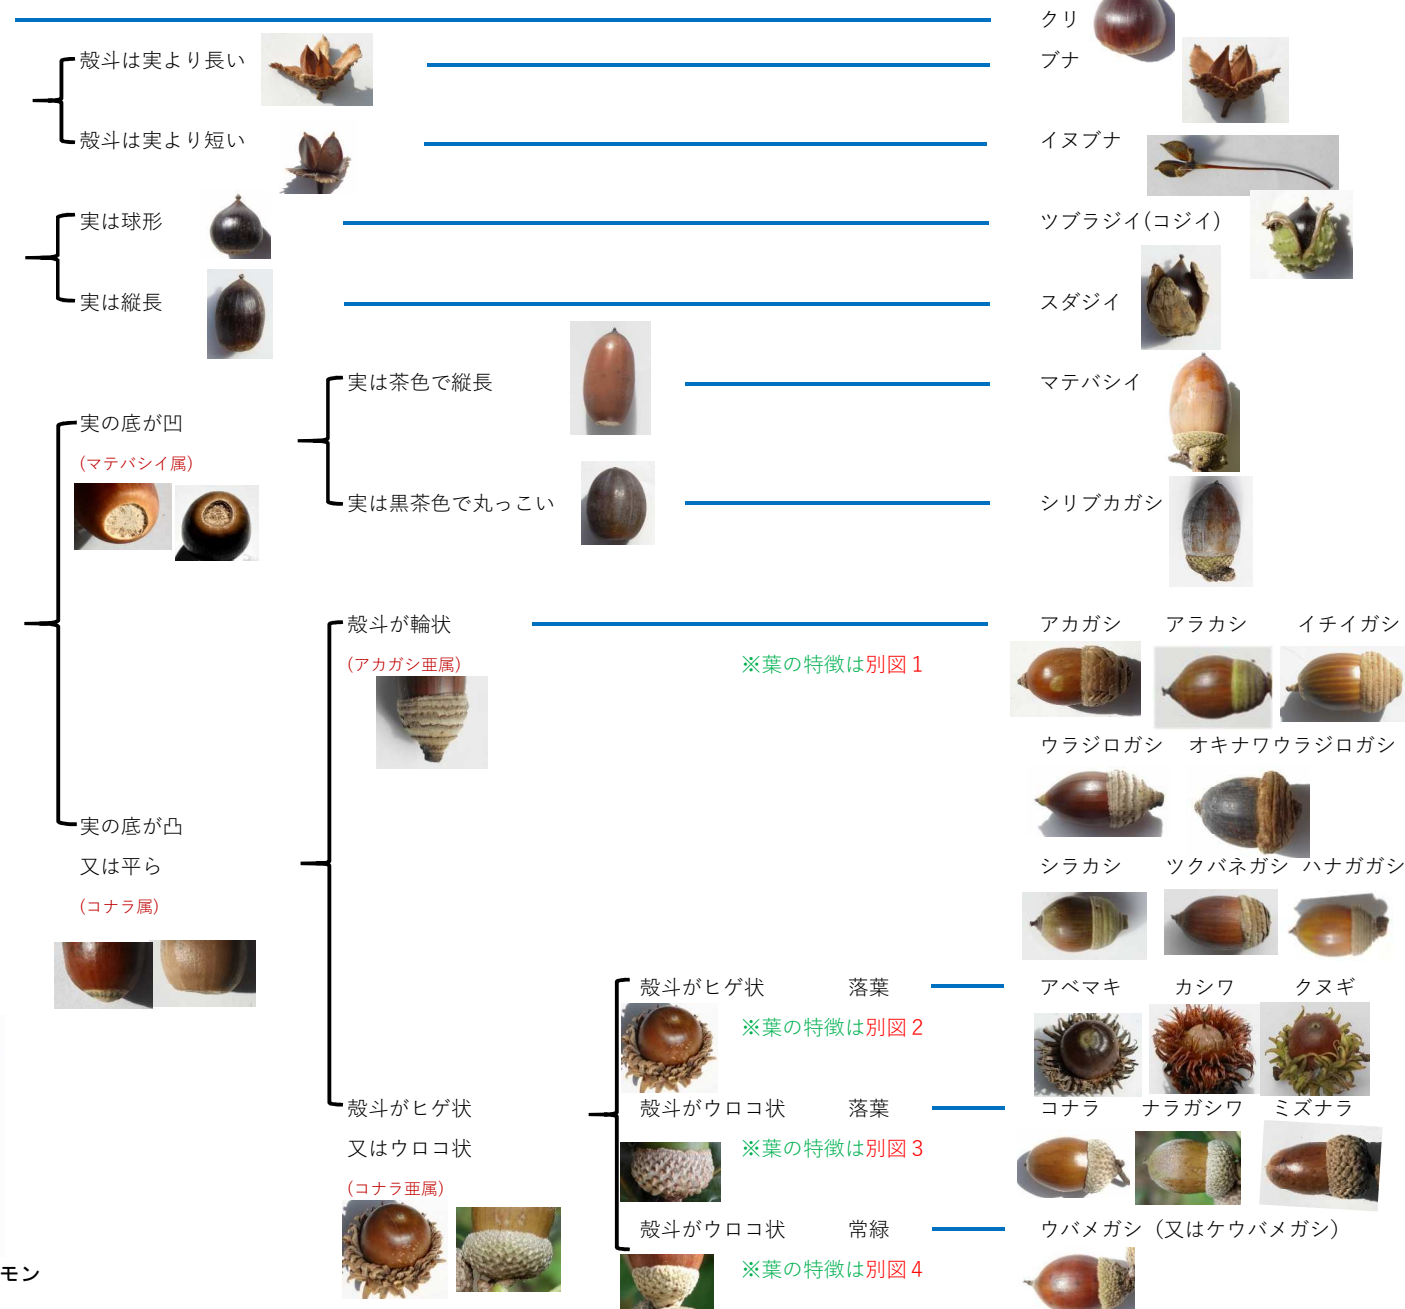 クリ
殻斗は実より長い ブナ
殻斗は実より短い イヌブナ
実は球形 ツブラジイ(コジイ)
実は縦長 スダジイ
実は茶色で縦長 マテバシイ
実の底が凹
(マテバシイ属)
実は黒茶色で丸っこい シリブカガシ
殻斗が輪状 アカガシ アラカシ イチイガシ
(アカガシ亜属) ※葉の特徴は別図１
ウラジロガシ オキナワウラジロガシ
実の底が凸
又は平ら シラカシ ツクバネガシ ハナガガシ
(コナラ属)
殻斗がヒゲ状 落葉 アベマキ カシワ クヌギ
※葉の特徴は別図２
殻斗がヒゲ状 殻斗がウロコ状 落葉 コナラ ナラガシワ ミズナラ
又はウロコ状 ※葉の特徴は別図３
(コナラ亜属)
殻斗がウロコ状 常緑 ウバメガシ（又はケウバメガシ）
※葉の特徴は別図４
モン